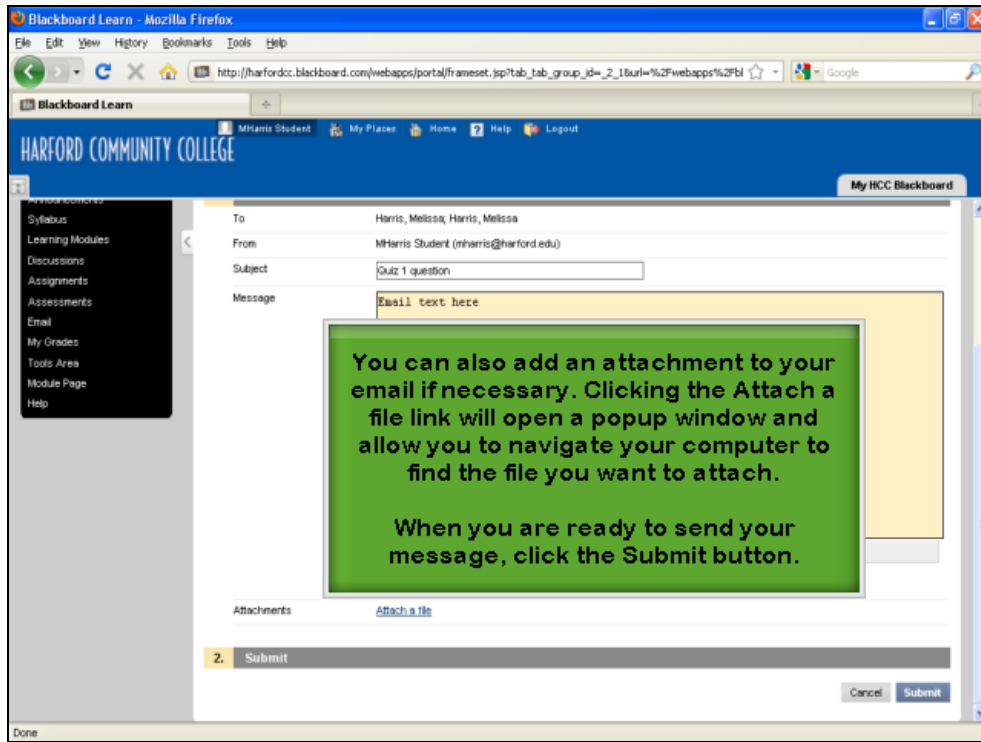 Blackboard Learn - Mozilla Firefox
File Edit View History Bookmarks Tools Help
http://harfordcc.blackboard.com/webapps/portal/frameset.jsp?tab_tab_group_id=_2_1&url=%2Fwebapps%2Fbl Google
Blackboard Learn
MHarris Student My Places Home Help Logout
HARFORD COMMUNITY COLLEGE
My HCC Blackboard
Announcements
Syllabus
Learning Modules
Discussions
Assignments
Assessments
Email
My Grades
Tools Area
Module Page
Help
To Harris, Melissa; Harris, Melissa
From MHarris Student (mharris@harford.edu)
Subject Quiz 1 question
Message Email text here
You can also add an attachment to your
email if necessary. Clicking the Attach a
file link will open a popup window and
allow you to navigate your computer to
find the file you want to attach.
When you are ready to send your
message, click the Submit button.
Attachments Attach a file
2. Submit
Cancel Submit
Done